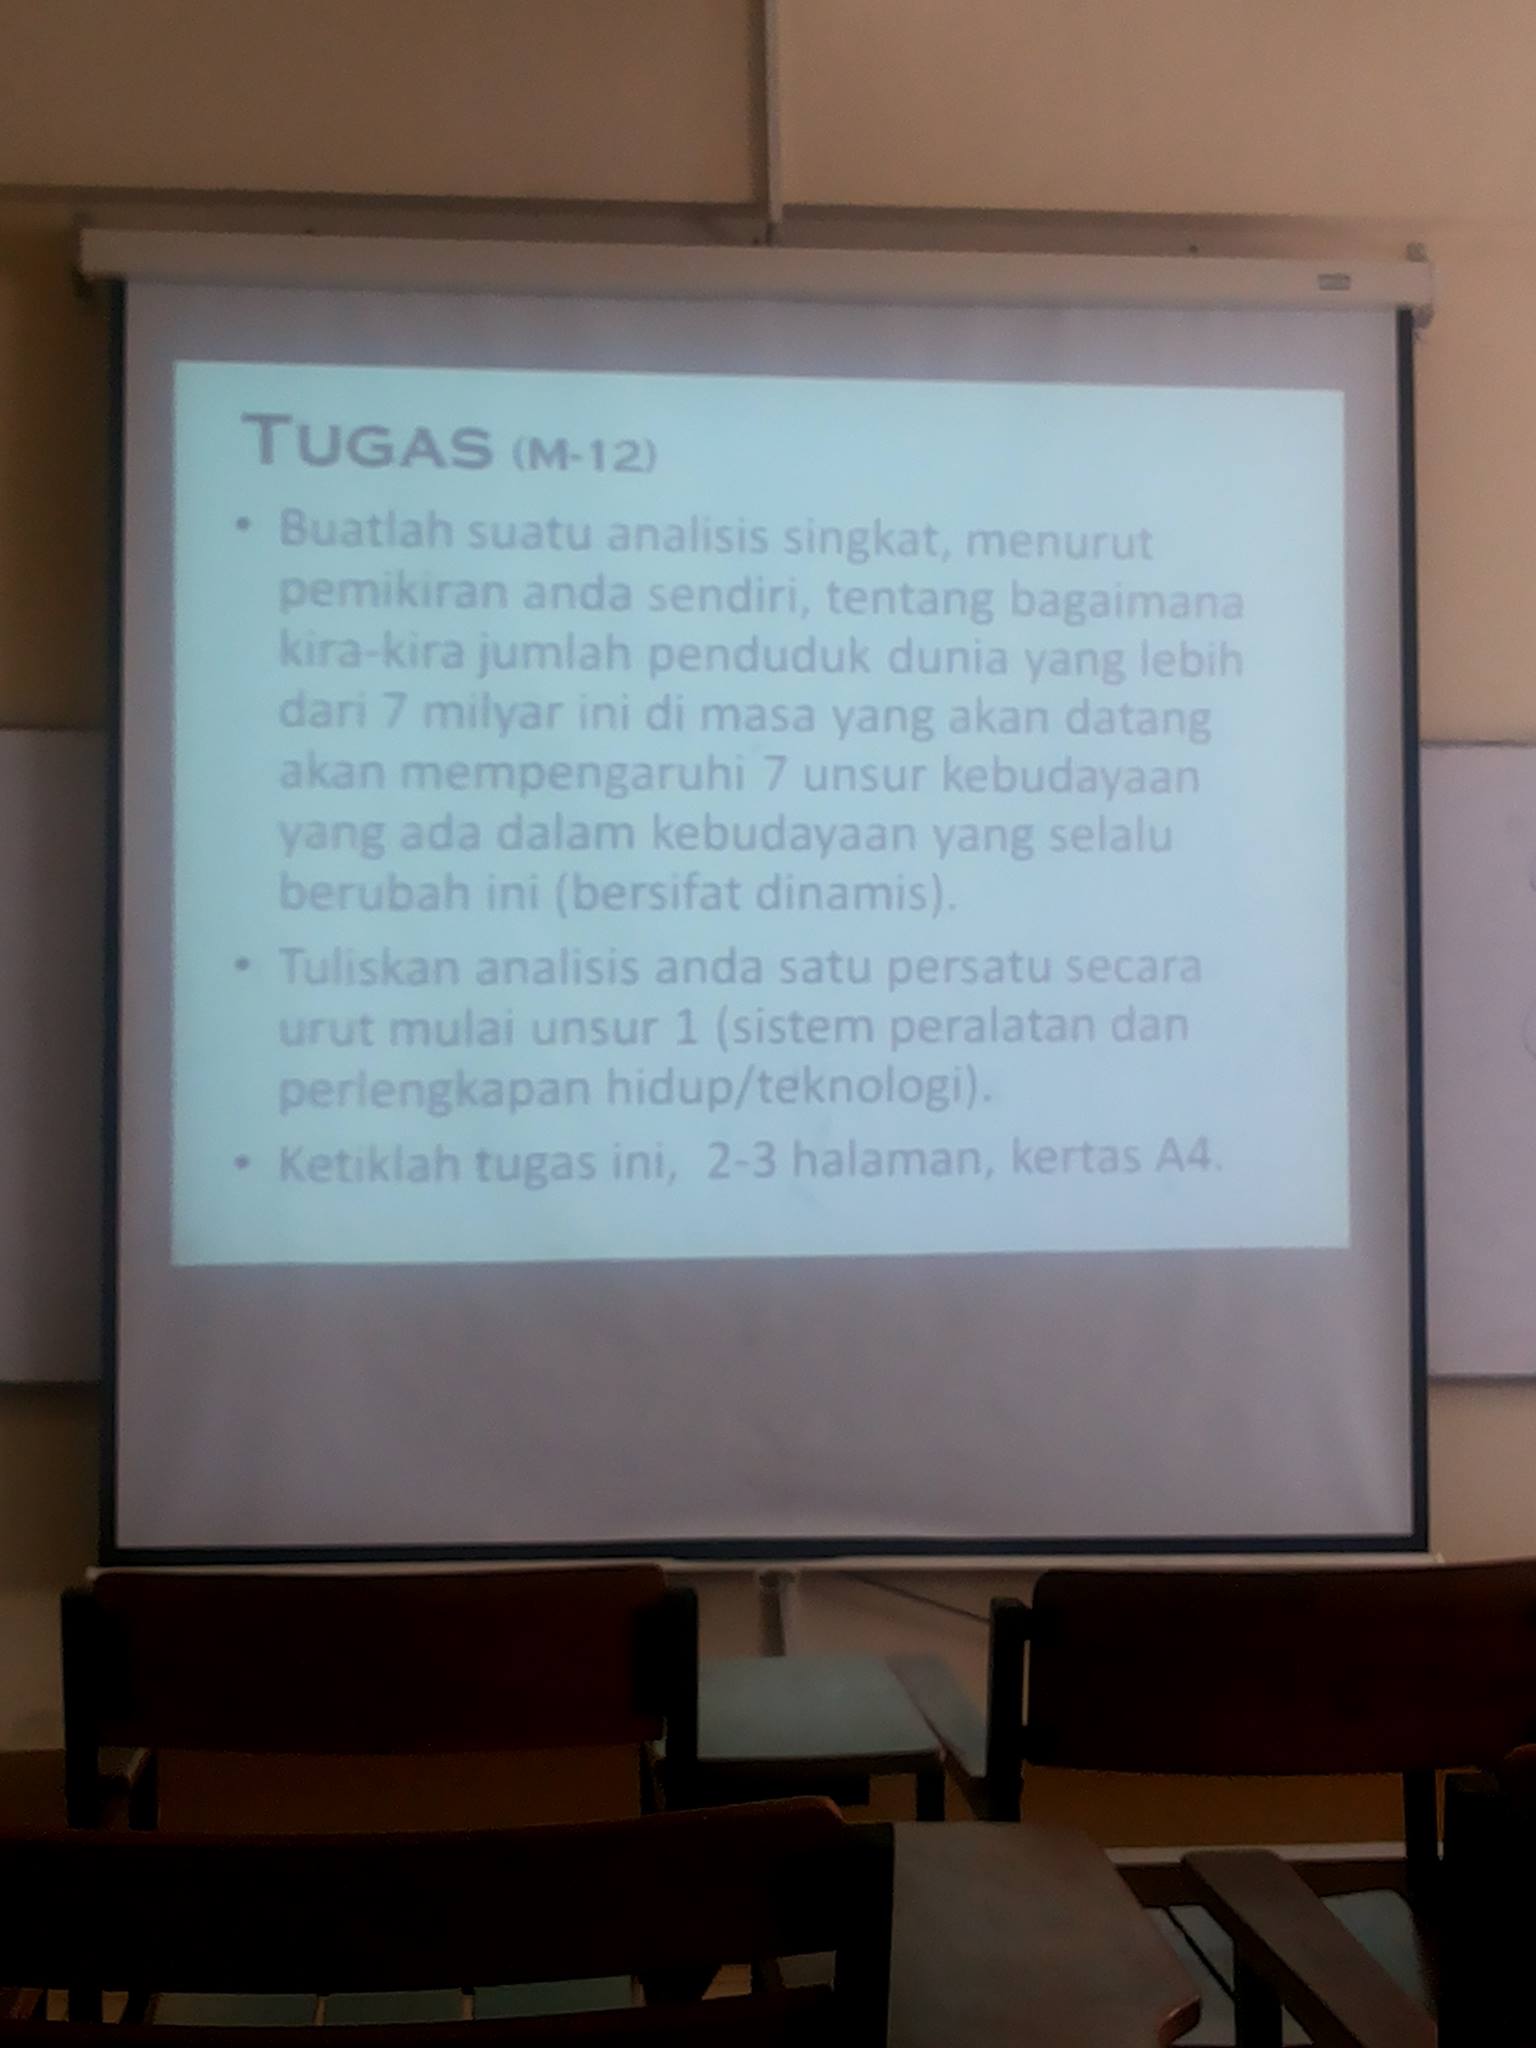 TUGAS (M-12)
• Buatlah suatu analisis singkat, menurut
pemikiran anda sendiri, tentang bagaimana
kira-kira jumlah penduduk dunia yang lebih
dari 7 milyar ini di masa yang akan datang
akan mempengaruhi 7 unsur kebudayaan
yang ada dalam kebudayaan yang selalu
berubah ini (bersifat dinamis).
• Tuliskan analisis anda satu persatu secara
urut mulai unsur 1 (sistem peralatan dan
perlengkapan hidup/teknologi).
• Ketiklah tugas ini, 2-3 halaman, kertas A4.